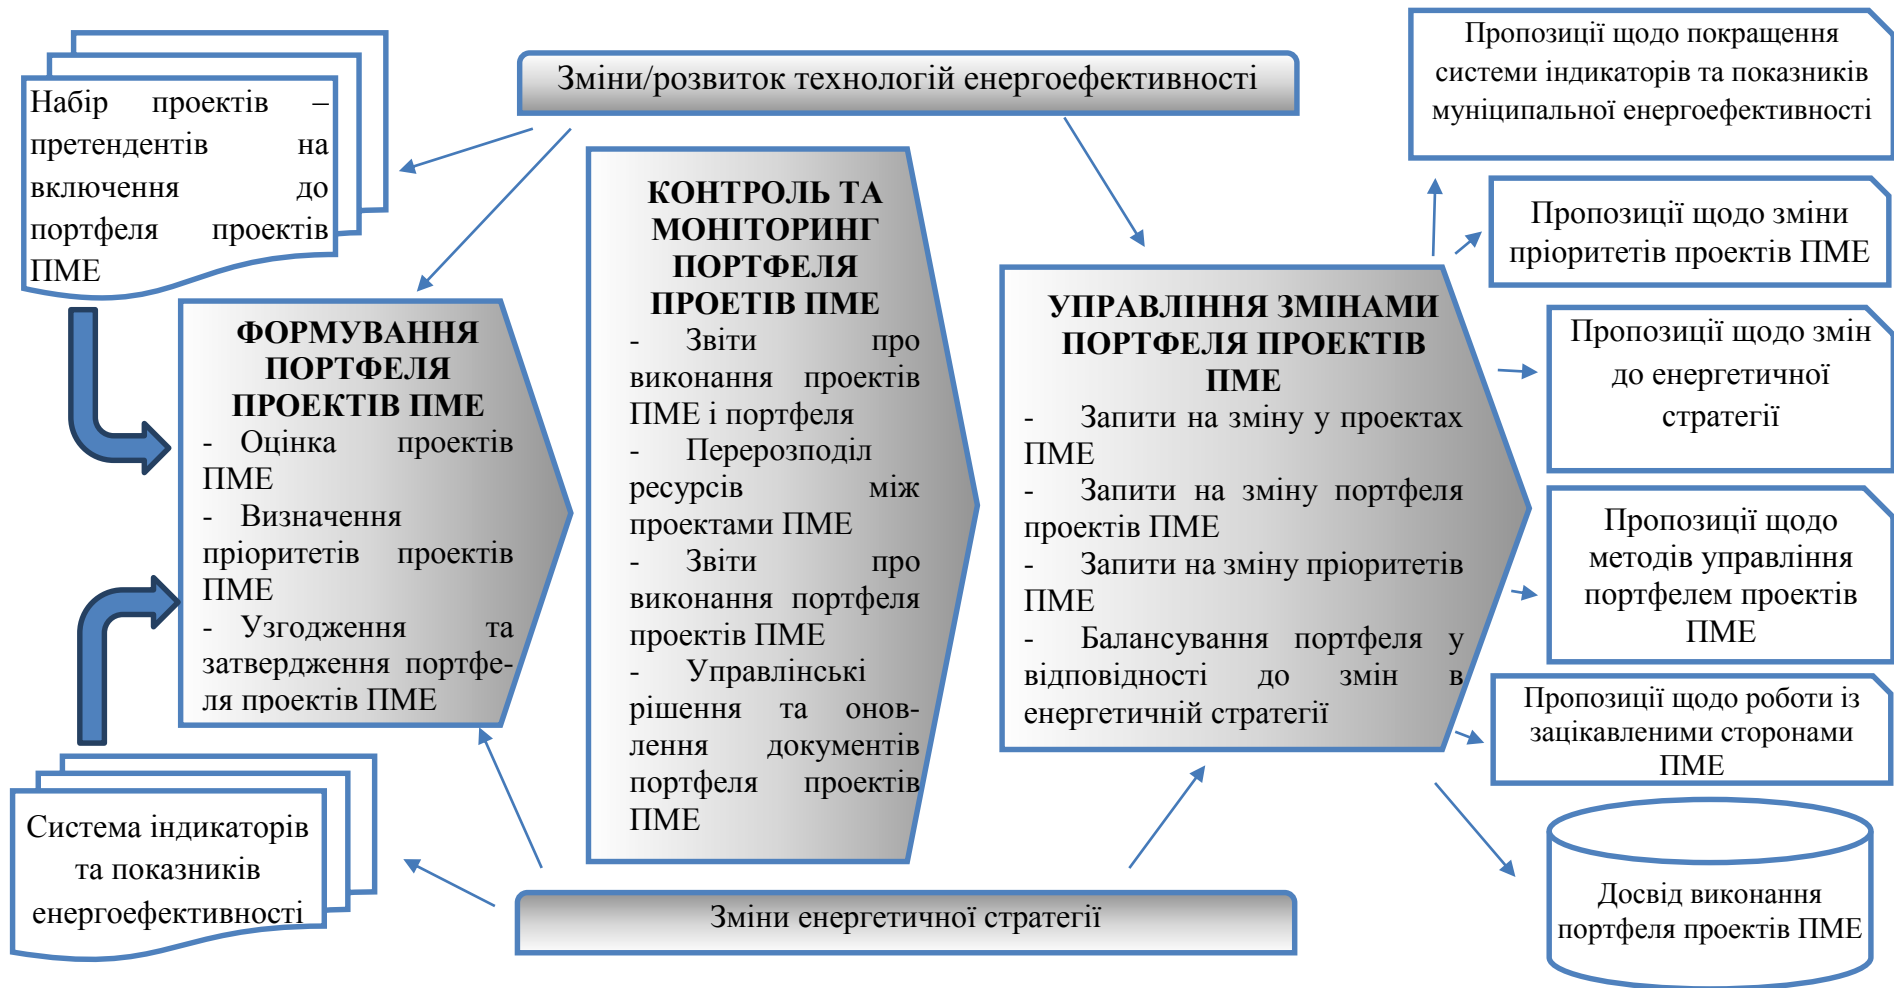 Набір проектів –
претендентів на
включення до
портфеля проектів
ПМЕ
Зміни/розвиток технологій енергоефективності
ФОРМУВАННЯ
ПОРТФЕЛЯ
ПРОЕКТІВ ПМЕ
- Оцінка проектів
ПМЕ
- Визначення
пріоритетів проектів
ПМЕ
- Узгодження та
затвердження портфе-
ля проектів ПМЕ
Система індикаторів
та показників
енергоефективності
КОНТРОЛЬ ТА
МОНІТОРИНГ
ПОРТФЕЛЯ
ПРОЕТІВ ПМЕ
- Звіти про
виконання проектів
ПМЕ і портфеля
- Перерозподіл
ресурсів між
проектами ПМЕ
- Звіти про
виконання портфеля
проектів ПМЕ
- Управлінські
рішення та онов-
лення документів
портфеля проектів
ПМЕ
УПРАВЛІННЯ ЗМІНАМИ
ПОРТФЕЛЯ ПРОЕКТІВ
ПМЕ
- Запити на зміну у проектах
ПМЕ
- Запити на зміну портфеля
проектів ПМЕ
- Запити на зміну пріоритетів
ПМЕ
- Балансування портфеля у
відповідності до змін в
енергетичній стратегії
Зміни енергетичної стратегії
Пропозиції щодо покращення
системи індикаторів та показників
муніципальної енергоефективності
Пропозиції щодо зміни
пріоритетів проектів ПМЕ
Пропозиції щодо змін
до енергетичної
стратегії
Пропозиції щодо
методів управління
портфелем проектів
ПМЕ
Пропозиції щодо роботи із
зацікавленими сторонами
ПМЕ
Досвід виконання
портфеля проектів ПМЕ